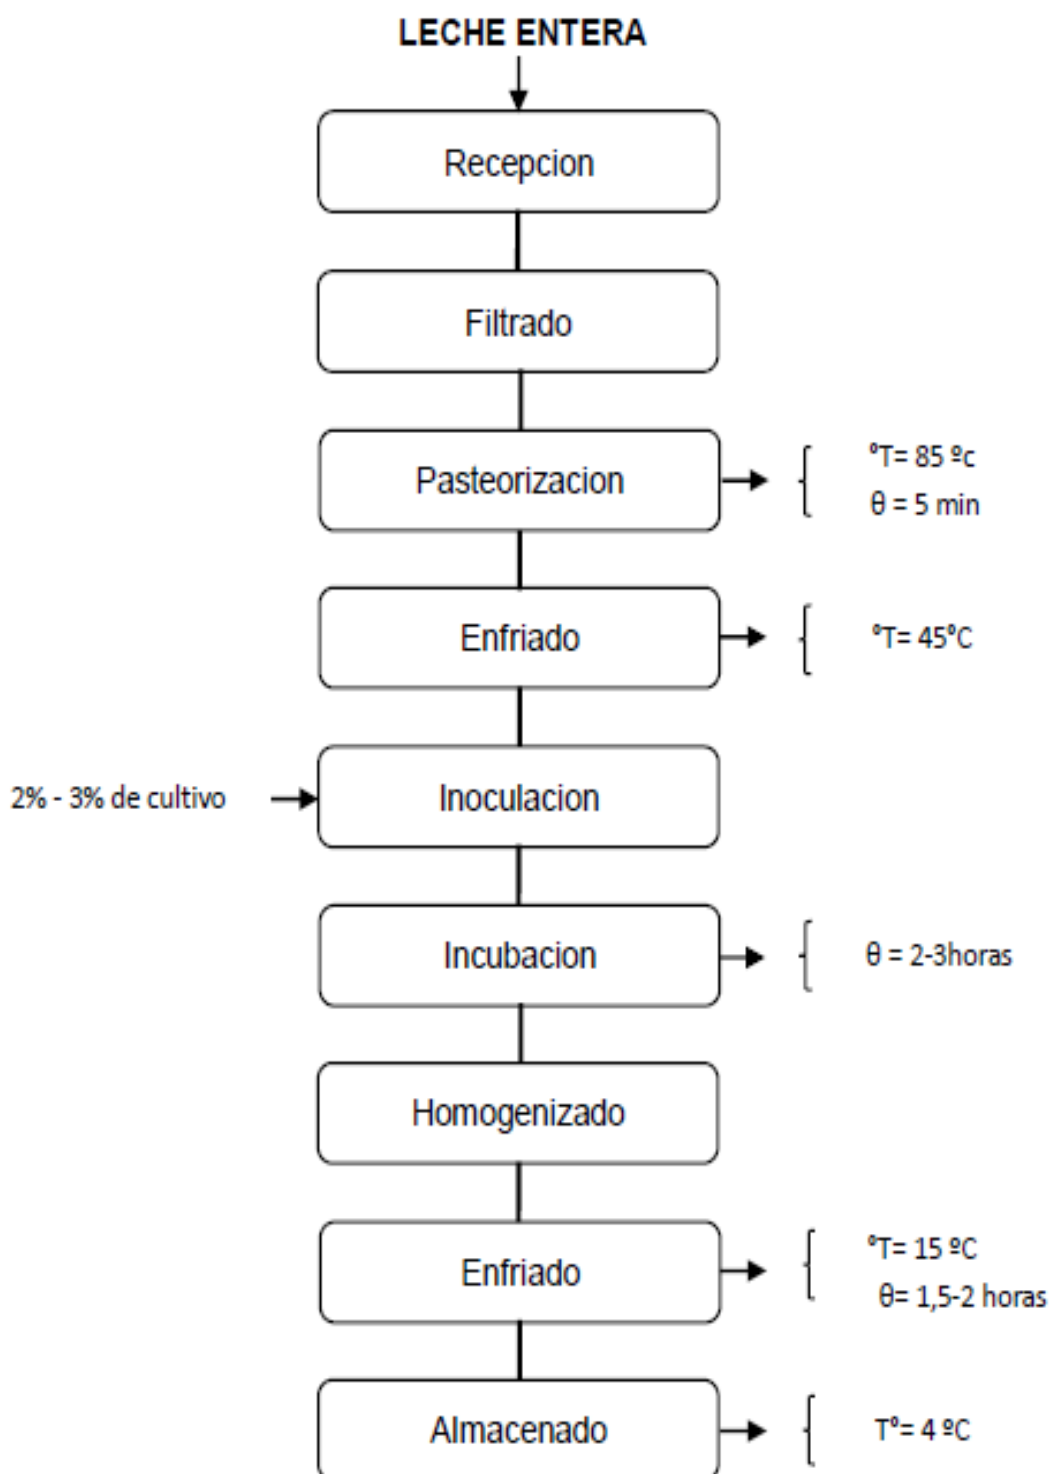 LECHE ENTERA
Recepcion
Filtrado
Pasteorizacion
°T= 85 ºc
θ = 5 min
Enfriado
°T= 45°C
2% - 3% de cultivo
Inoculacion
Incubacion
θ = 2-3horas
Homogenizado
Enfriado
°T= 15 ºC
θ= 1,5-2 horas
Almacenado
T°= 4 ºC